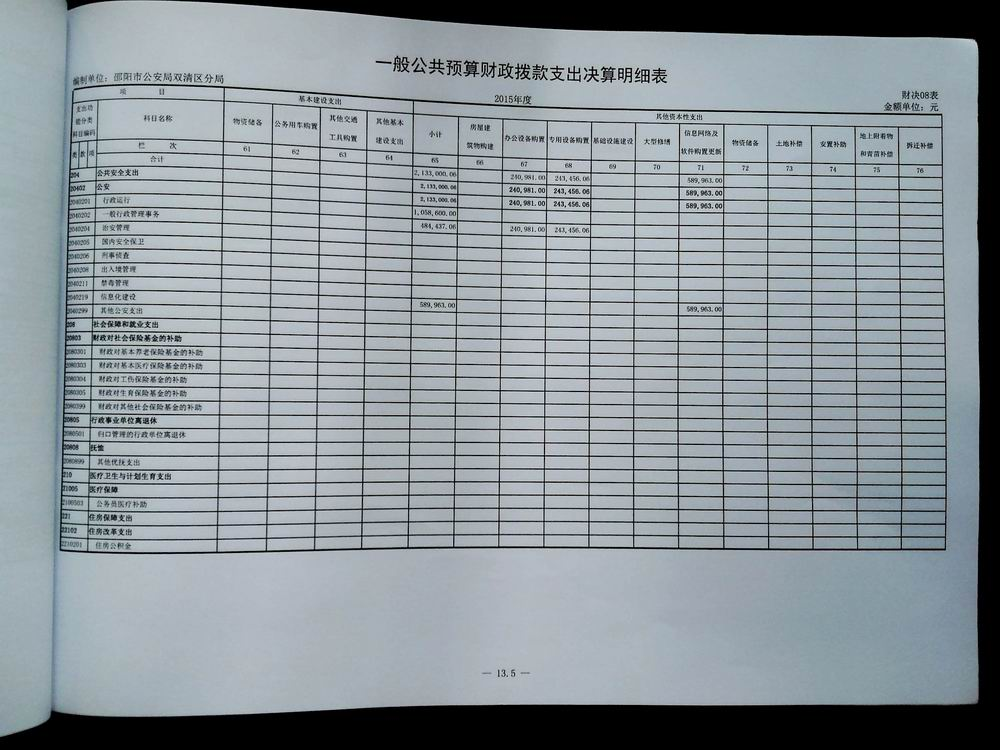 一般公共预算财政拨款支出决算明细表
财决08表
编制单位：邵阳市公安局双清区分局
2015年度
金额单位：元
项 目
基本建设支出
其他资本性支出
支出功能分类科目编码
科目名称
物资储备
公务用车购置
其他交通工具购置
其他基本建设支出
小计
房屋建筑物购建
办公设备购置
专用设备购置
基础设施建设
大型修缮
信息网络及软件购置更新
物资储备
土地补偿
安置补助
地上附着物和青苗补偿
拆迁补偿
类 款 项
栏 次
61 62 63 64 65 66 67 68 69 70 71 72 73 74 75 76
合计
2,133,000.06 240,981.00 243,456.06 589,963.00
204 公共安全支出 2,133,000.06 240,981.00 243,456.06 589,963.00
20402 公安 2,133,000.06 240,981.00 243,456.06 589,963.00
2040201 行政运行 1,058,600.00
2040202 一般行政管理事务 484,437.06 240,981.00 243,456.06
2040204 治安管理
2040205 国内安全保卫
2040206 刑事侦查
2040208 出入境管理
2040211 禁毒管理
2040219 信息化建设 589,963.00 589,963.00
2040299 其他公安支出
208 社会保障和就业支出
20803 财政对社会保险基金的补助
2080301 财政对基本养老保险基金的补助
2080303 财政对基本医疗保险基金的补助
2080304 财政对工伤保险基金的补助
2080305 财政对生育保险基金的补助
2080399 财政对其他社会保险基金的补助
20805 行政事业单位离退休
2080501 归口管理的行政单位离退休
20808 抚恤
2080899 其他优抚支出
210 医疗卫生与计划生育支出
21005 医疗保障
2100503 公务员医疗补助
221 住房保障支出
22102 住房改革支出
2210201 住房公积金
— 13.5 —